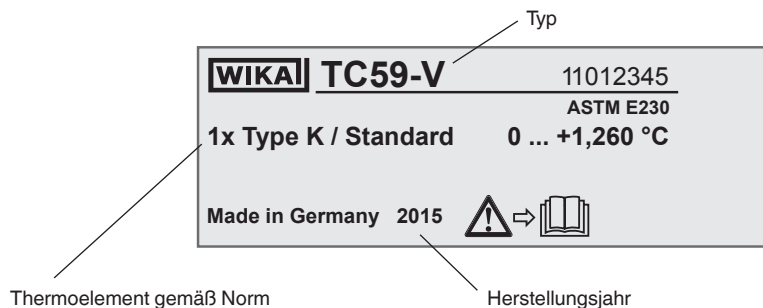 Typ
WIKA TC59-V 11012345
ASTM E230
1x Type K / Standard 0 ... +1,260 °C
Made in Germany 2015
Thermoelement gemäß Norm Herstellungsjahr